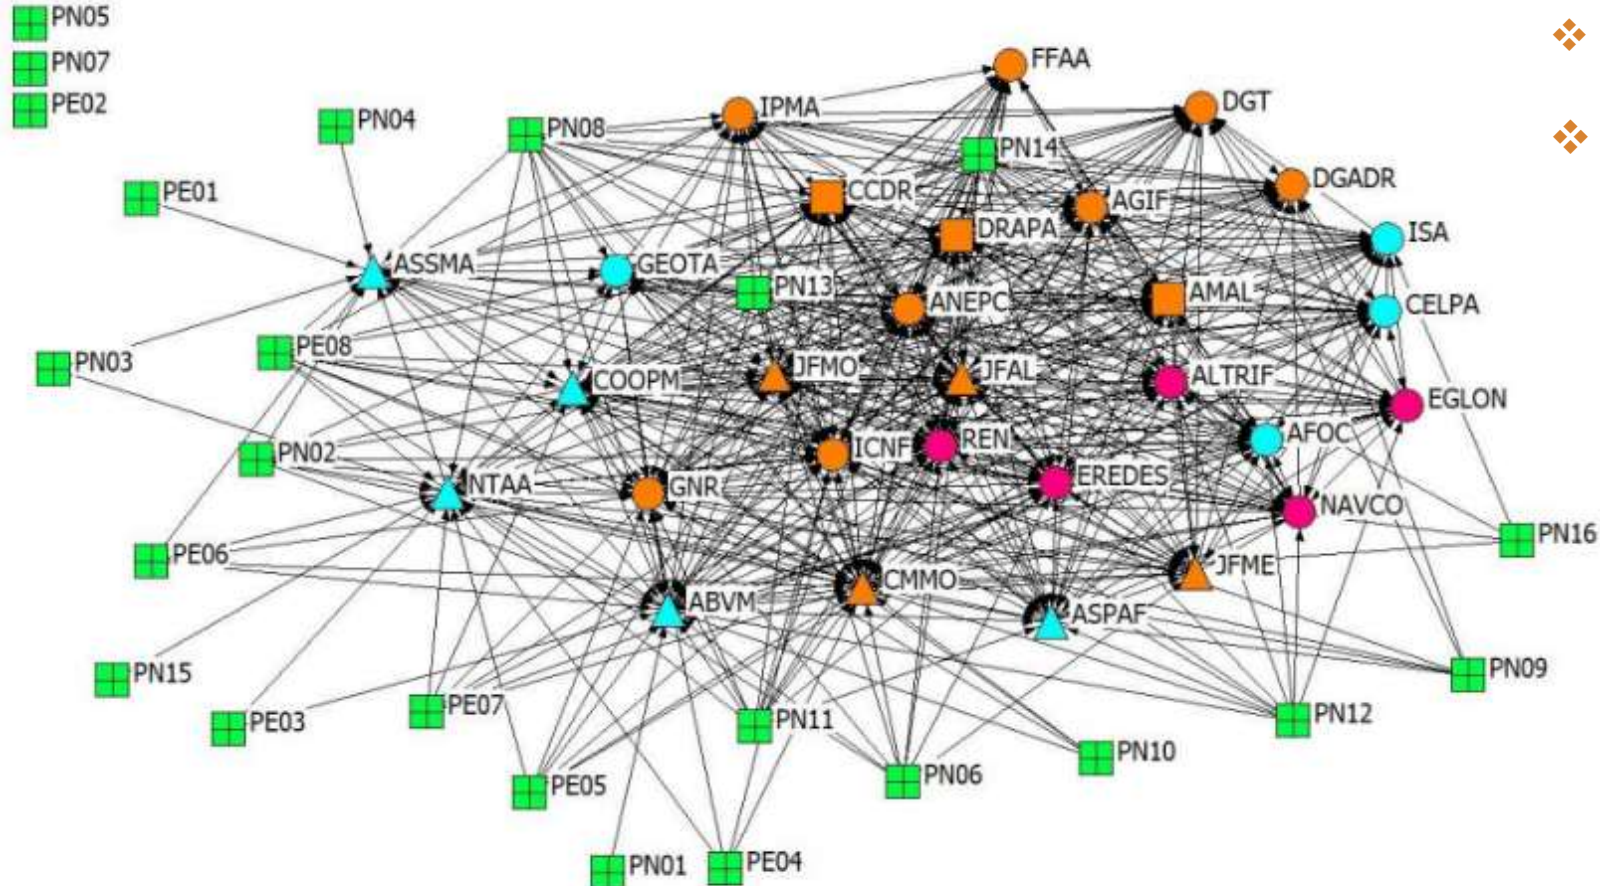 PN05
PN07
PE02
FFAA
IPMA
DGT
PN04
PN08
PN14
CCDR
AGIF
DGADR
PE01
DRAPA
ISA
ASSMA
GEOTA
PN13
ANEPC
AMAL
CELPA
PN03
PE08
COOPM
JFMO
JFAL
ALTRIF
EGLON
PN02
ICNF
REN
AFOC
NTAA
GNR
EREDES
NAVCO
PE06
PN16
JFME
ABVM
CMMO
ASPAF
PN15
PN09
PE03
PE07
PN11
PN12
PE05
PN06
PN10
PN01
PE04